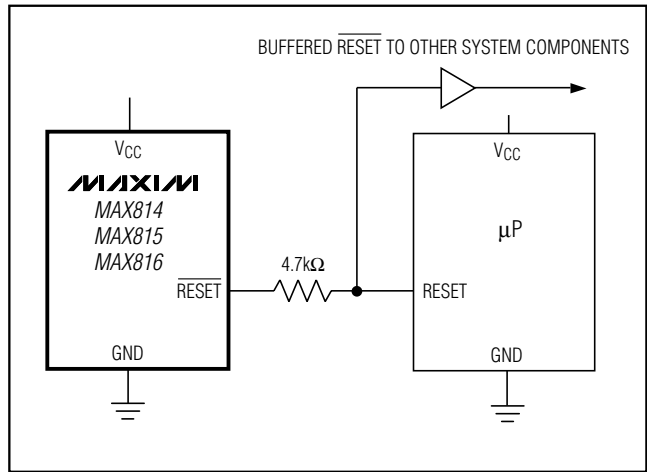 BUFFERED RESET TO OTHER SYSTEM COMPONENTS
VCC
MAXIM
MAX814
MAX815
MAX816
RESET
GND
4.7kΩ
VCC
μP
RESET
GND